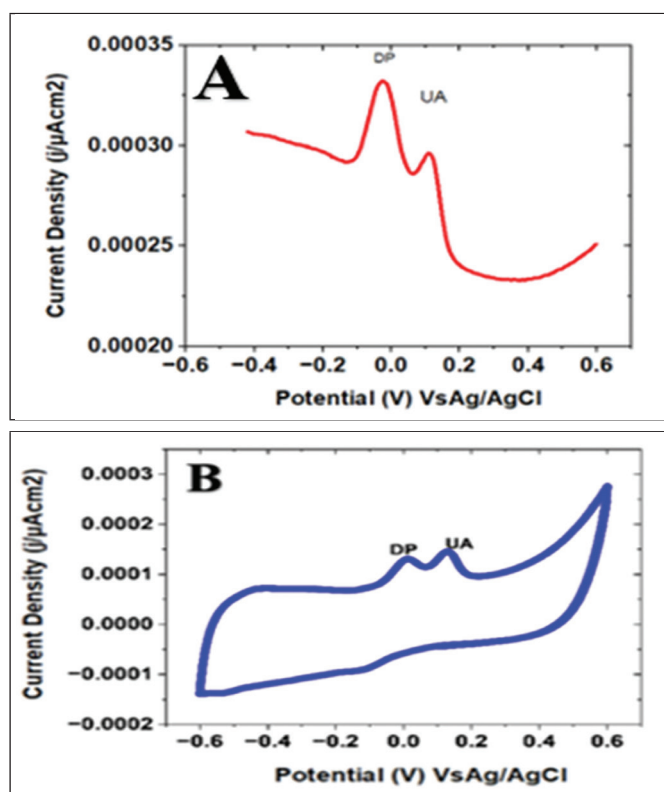 A
DP
UA
0.00035
0.00030
0.00025
0.00020
Current Density (j/μAcm2)
−0.6 −0.4 −0.2 0.0 0.2 0.4 0.6
Potential (V) VsAg/AgCl
B
DP UA
0.0003
0.0002
0.0001
0.0000
−0.0001
−0.0002
Current Density (j/μAcm2)
−0.6 −0.4 −0.2 0.0 0.2 0.4 0.6
Potential (V) VsAg/AgCl